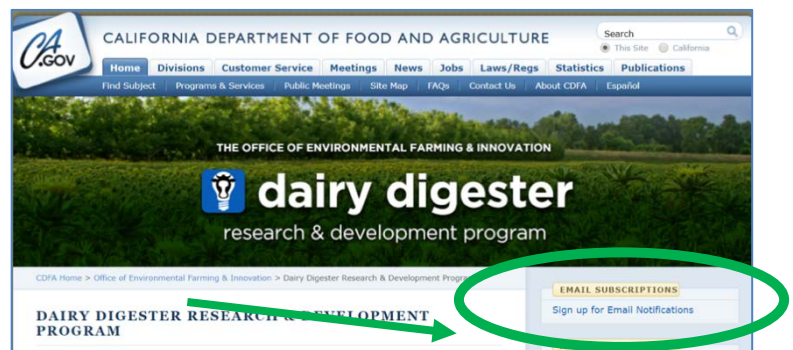 CA
.GOV
CALIFORNIA DEPARTMENT OF FOOD AND AGRICULTURE
Search
This Site California
Home Divisions Customer Service Meetings News Jobs Laws/Regs Statistics Publications
Find Subject Programs & Services Public Meetings Site Map FAQs Contact Us About CDFA Español
THE OFFICE OF ENVIRONMENTAL FARMING & INNOVATION
dairy digester
research & development program
CDFA Home > Office of Environmental Farming & Innovation > Dairy Digester Research & Development
EMAIL SUBSCRIPTIONS
Sign up for Email Notifications
DAIRY DIGESTER RESEARCH & DEVELOPMENT
PROGRAM